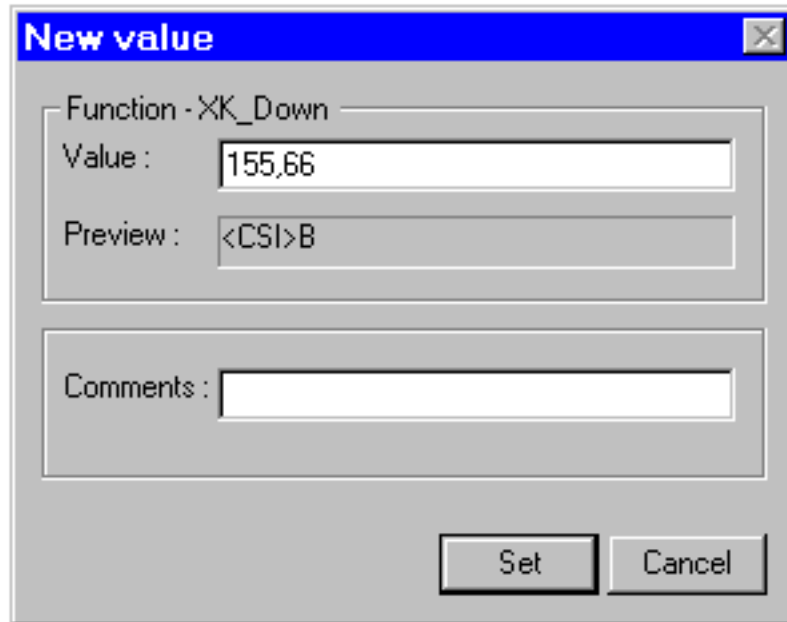 New value
Function - XK_Down
Value : 155,66
Preview : <CSI>B
Comments :
Set Cancel